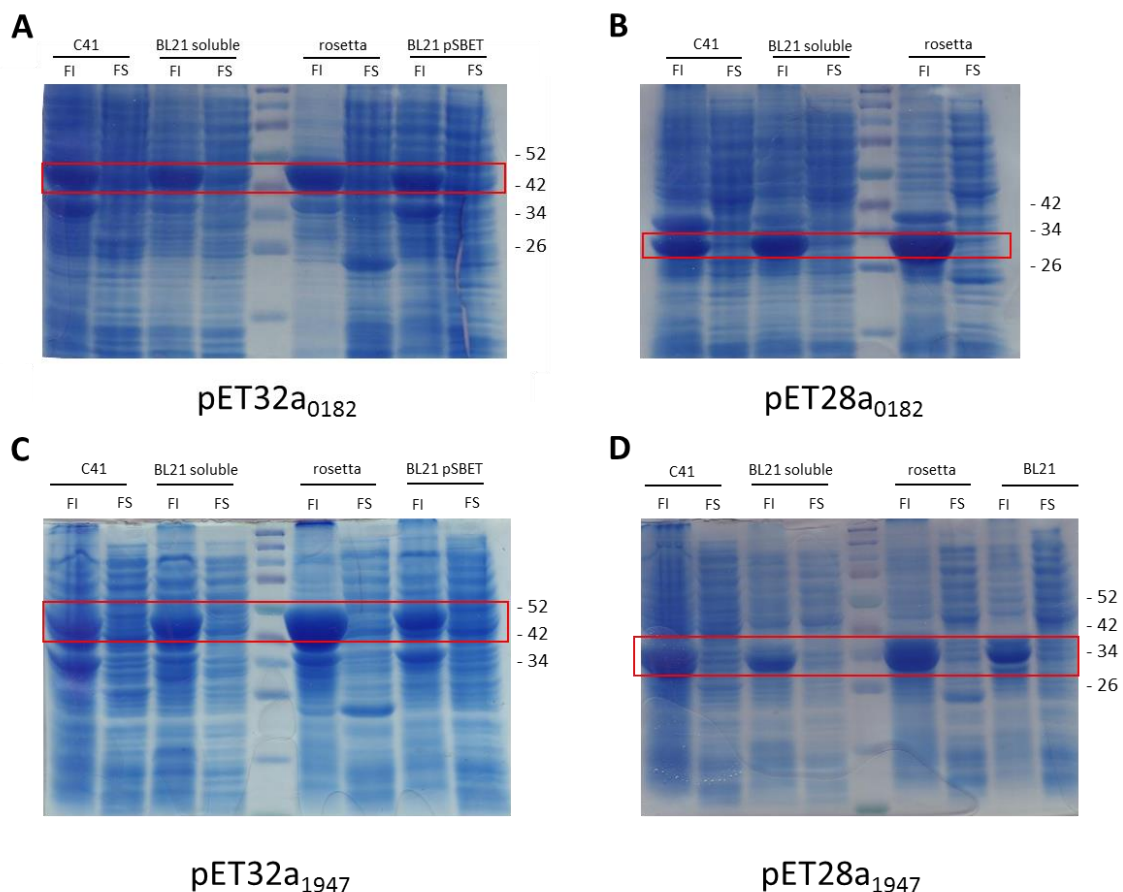 A
C41 BL21 soluble rosetta BL21 pSBET
FI FS FI FS FI FS FI FS
- 52
- 42
- 34
- 26
pET32a0182
B
C41 BL21 soluble rosetta
FI FS FI FS FI FS
- 42
- 34
- 26
pET28a0182
C
C41 BL21 soluble rosetta BL21 pSBET
FI FS FI FS FI FS FI FS
- 52
- 42
- 34
pET32a1947
D
C41 BL21 soluble rosetta BL21
FI FS FI FS FI FS FI FS
- 52
- 42
- 34
- 26
pET28a1947